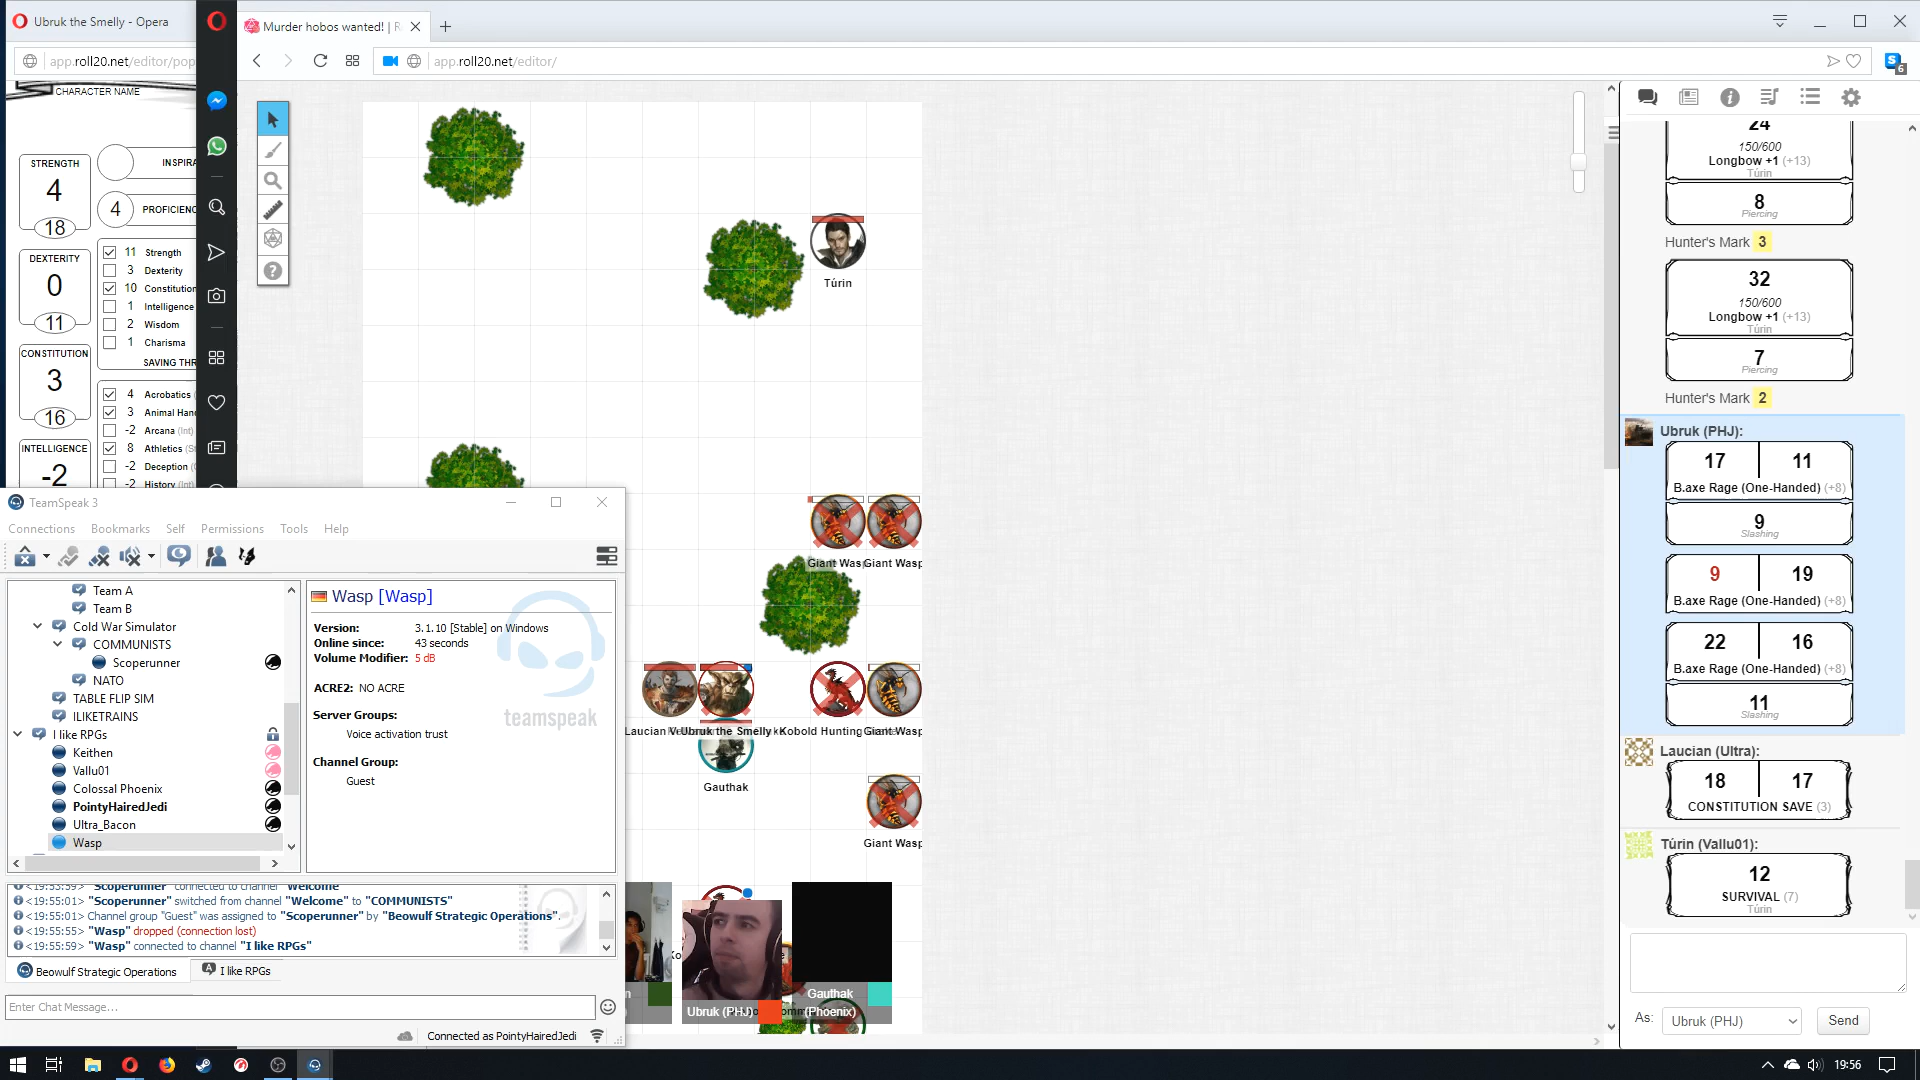 Ubruk the Smelly - Opera
Murder hobos wanted! | R
app.roll20.net/editor/pop
app.roll20.net/editor/
6
CHARACTER NAME
STRENGTH
4
18
INSPIRA
4
PROFICIENC
DEXTERITY
0
11
11 Strength
3 Dexterity
10 Constitution
1 Intelligence
2 Wisdom
1 Charisma
SAVING THR
CONSTITUTION
3
16
4 Acrobatics
3 Animal Hand
-2 Arcana (Int)
8 Athletics (S
-2 Deception (
-2 History (Int)
INTELLIGENCE
-2
Túrin
Giant Wasp
Giant Wasp
Laucian V
Ubruk the Smelly
Kobold Hunting
Giant Wasp
Gauthak
Giant Wasp
TeamSpeak 3
Connections Bookmarks Self Permissions Tools Help
Team A
Team B
Cold War Simulator
COMMUNISTS
Scoperunner
NATO
TABLE FLIP SIM
ILIKETRAINS
I like RPGs
Keithen
Vallu01
Colossal Phoenix
PointyHairedJedi
Ultra_Bacon
Wasp
Wasp [Wasp]
Version: 3.1.10 [Stable] on Windows
Online since: 43 seconds
Volume Modifier: 5 dB
ACRE2: NO ACRE
Server Groups:
Voice activation trust
Channel Group:
Guest
teamspeak
<19:53:59> "Scoperunner" connected to channel "Welcome"
<19:55:01> "Scoperunner" switched from channel "Welcome" to "COMMUNISTS"
<19:55:01> Channel group "Guest" was assigned to "Scoperunner" by "Beowulf Strategic Operations".
<19:55:55> "Wasp" dropped (connection lost)
<19:55:59> "Wasp" connected to channel "I like RPGs"
Beowulf Strategic Operations
I like RPGs
Enter Chat Message...
Connected as PointyHairedJedi
Ubruk (PHJ)
Gauthak
(Phoenix)
24
150/600
Longbow +1 (+13)
Túrin
8
Piercing
Hunter's Mark 3
32
150/600
Longbow +1 (+13)
Túrin
7
Piercing
Hunter's Mark 2
Ubruk (PHJ):
17 11
B.axe Rage (One-Handed) (+8)
9
Slashing
9 19
B.axe Rage (One-Handed) (+8)
22 16
B.axe Rage (One-Handed) (+8)
11
Slashing
Laucian (Ultra):
18 17
CONSTITUTION SAVE (3)
Túrin (Vallu01):
12
SURVIVAL (7)
Túrin
As: Ubruk (PHJ) Send
19:56